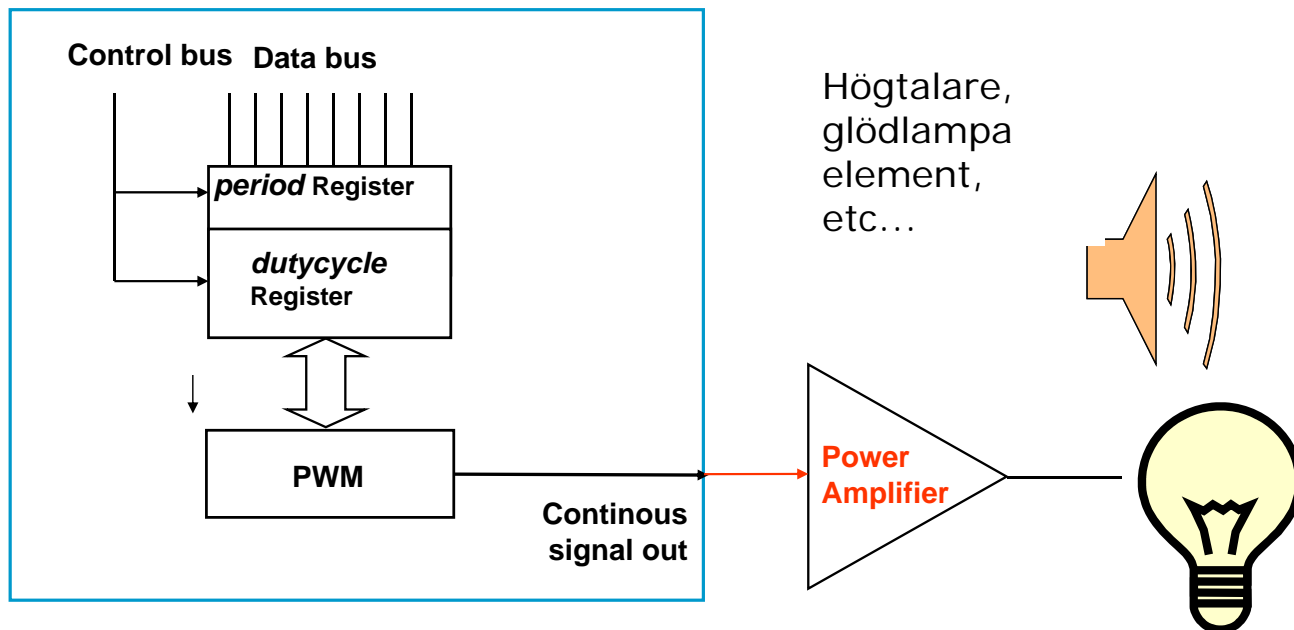 Control bus
Data bus
period Register
dutycycle
Register
PWM
Continous
signal out
Högtalare,
glödlampa
element,
etc...
Power
Amplifier